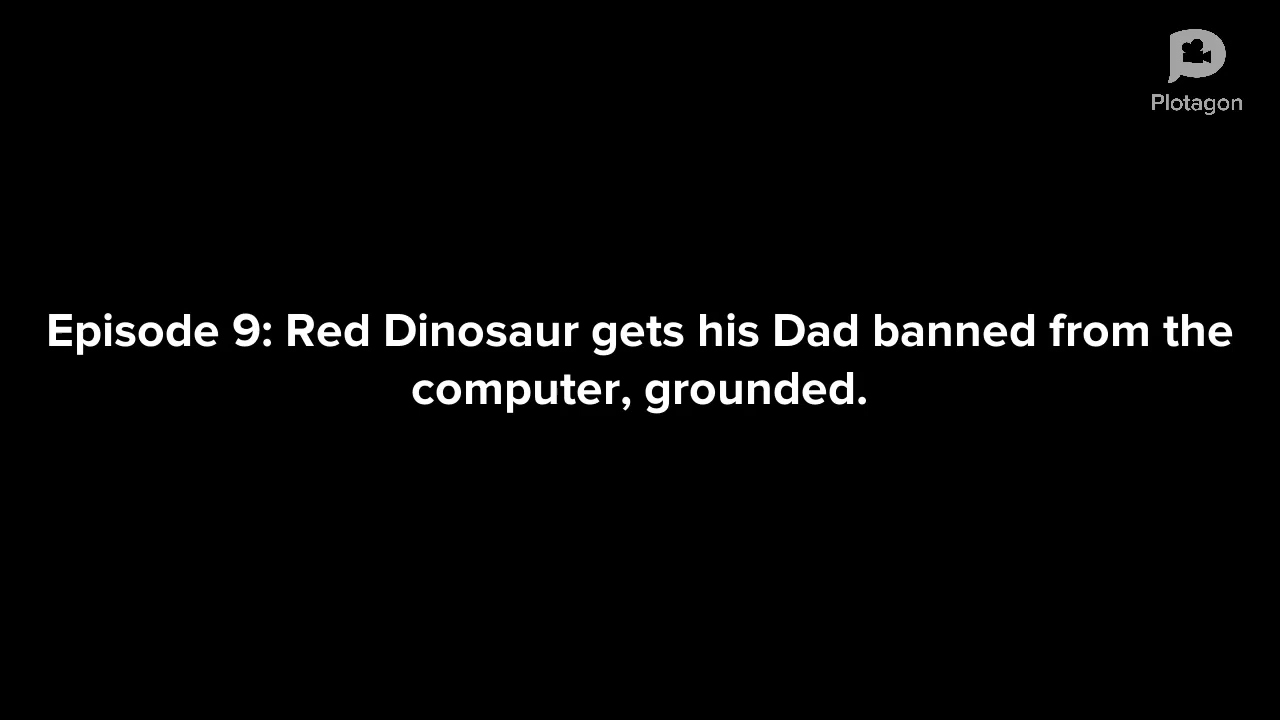 Plotagon
Episode 9: Red Dinosaur gets his Dad banned from the
computer, grounded.